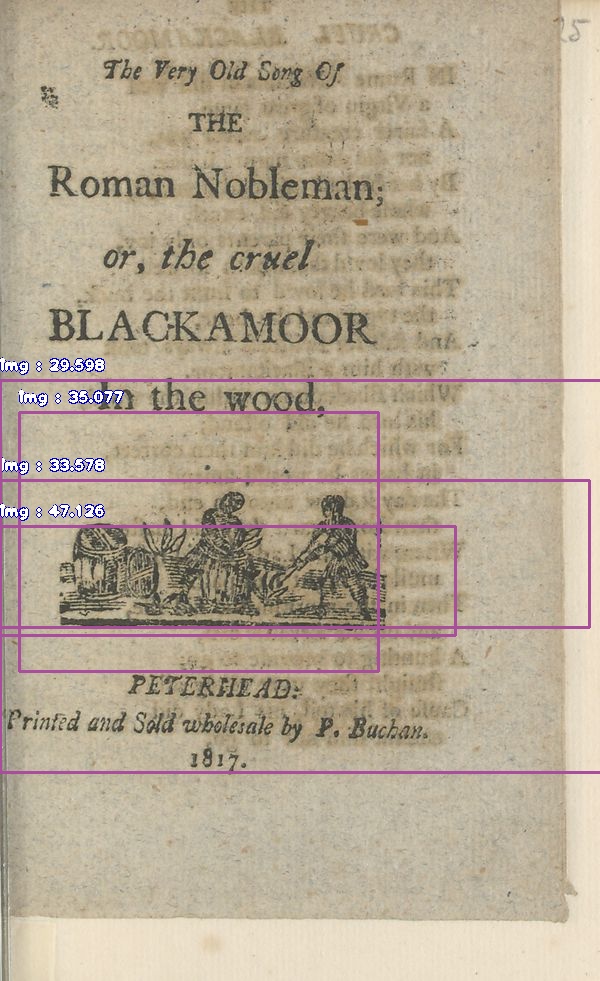 25
The Very Old Song Of
THE
Roman Nobleman;
or, the cruel
BLACKAMOOR
Img : 29.598
In the wood,
Img : 35.077
Img : 33.578
Img : 47.126
PETERHEAD:
Printed and Sold wholesale by P. Buchan.
1817.